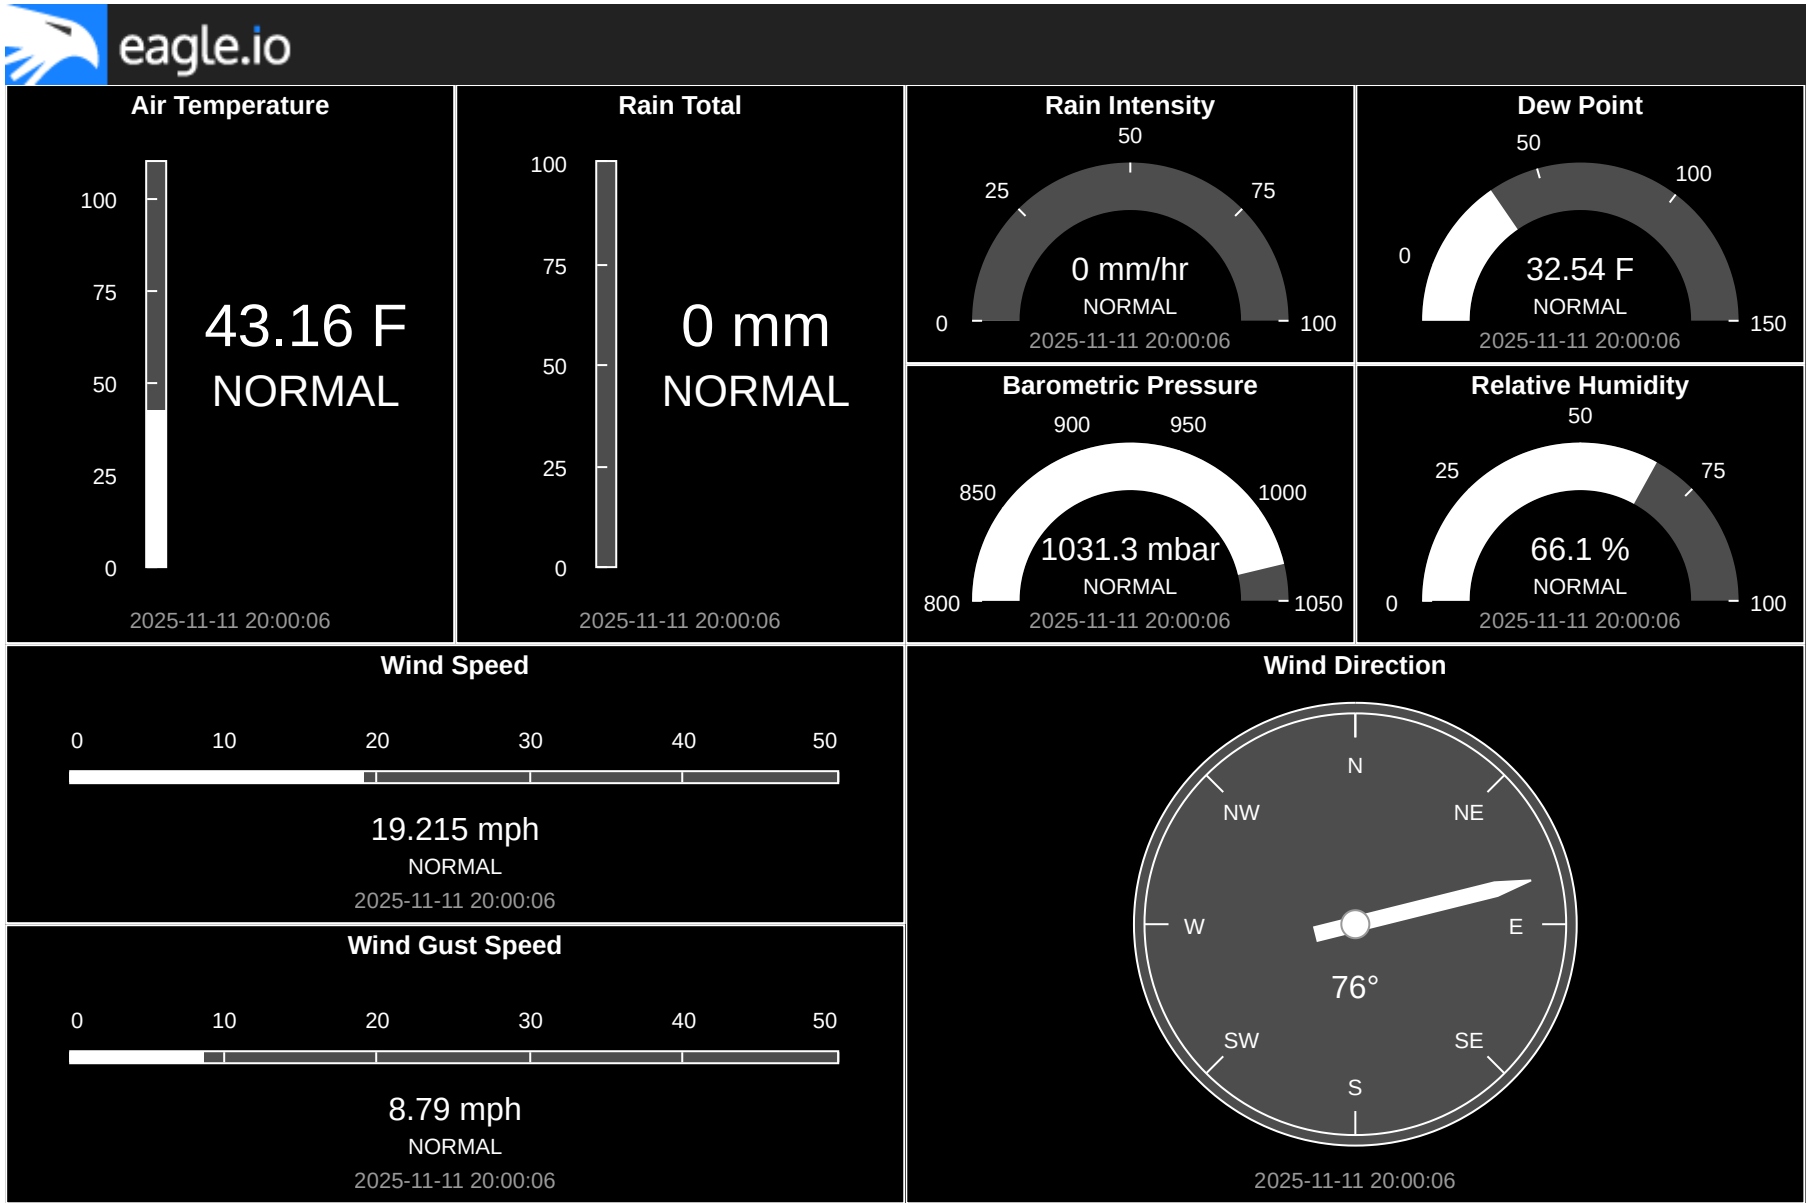 eagle.io
Air Temperature
100
75
50
25
0
43.16 F
NORMAL
2025-11-11 20:00:06
Rain Total
100
75
50
25
0
0 mm
NORMAL
2025-11-11 20:00:06
Rain Intensity
50
25
75
0
100
0 mm/hr
NORMAL
2025-11-11 20:00:06
Dew Point
50
100
0
150
32.54 F
NORMAL
2025-11-11 20:00:06
Barometric Pressure
900
950
850
1000
800
1050
1031.3 mbar
NORMAL
2025-11-11 20:00:06
Relative Humidity
50
25
75
0
100
66.1 %
NORMAL
2025-11-11 20:00:06
Wind Speed
0 10 20 30 40 50
19.215 mph
NORMAL
2025-11-11 20:00:06
Wind Gust Speed
0 10 20 30 40 50
8.79 mph
NORMAL
2025-11-11 20:00:06
Wind Direction
N
NW
NE
W
E
76°
SW
SE
S
2025-11-11 20:00:06